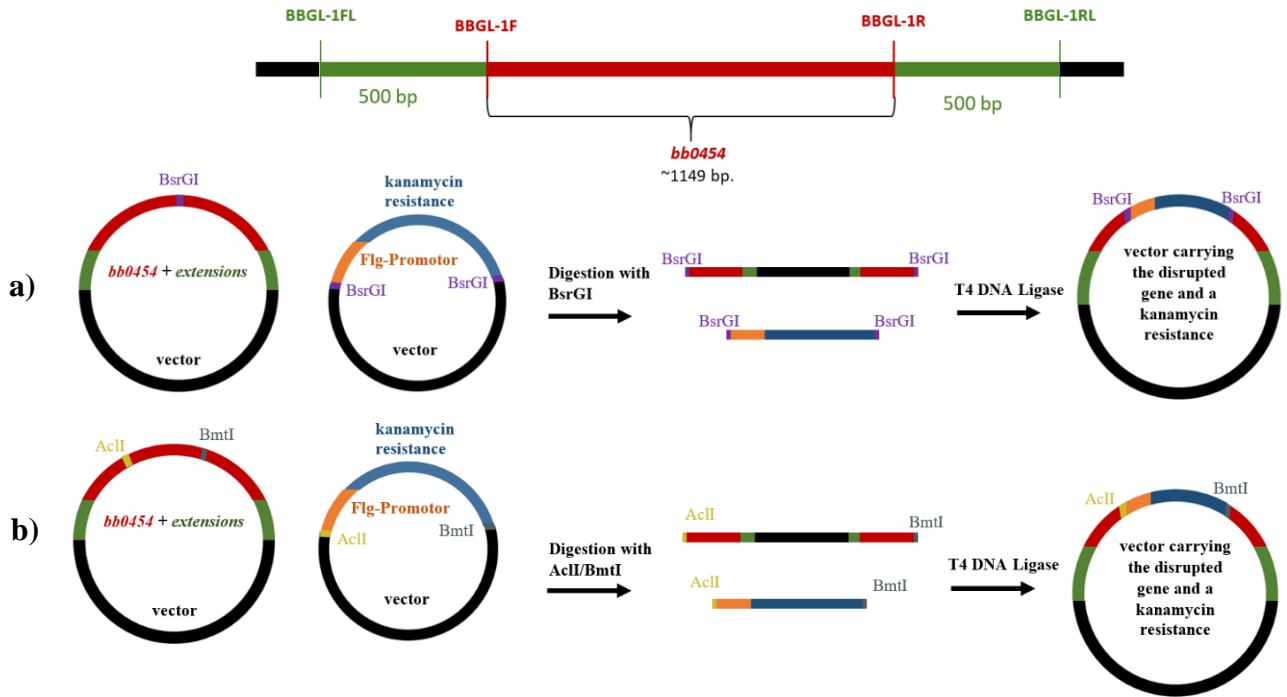 BBGL-1FL
BBGL-1F
BBGL-1R
BBGL-1RL
500 bp
500 bp
bb0454
~1149 bp.
a)
BsrGI
bb0454 + extensions
vector
kanamycin
resistance
Flg-Promotor
BsrGI
BsrGI
vector
Digestion with
BsrGI
BsrGI
BsrGI
BsrGI
BsrGI
T4 DNA Ligase
BsrGI
BsrGI
vector carrying
the disrupted
gene and a
kanamycin
resistance
b)
AclI
BmtI
bb0454 + extensions
vector
kanamycin
resistance
Flg-Promotor
AclI
BmtI
vector
Digestion with
AclI/BmtI
AclI
BmtI
AclI
BmtI
T4 DNA Ligase
AclI
BmtI
vector carrying
the disrupted
gene and a
kanamycin
resistance